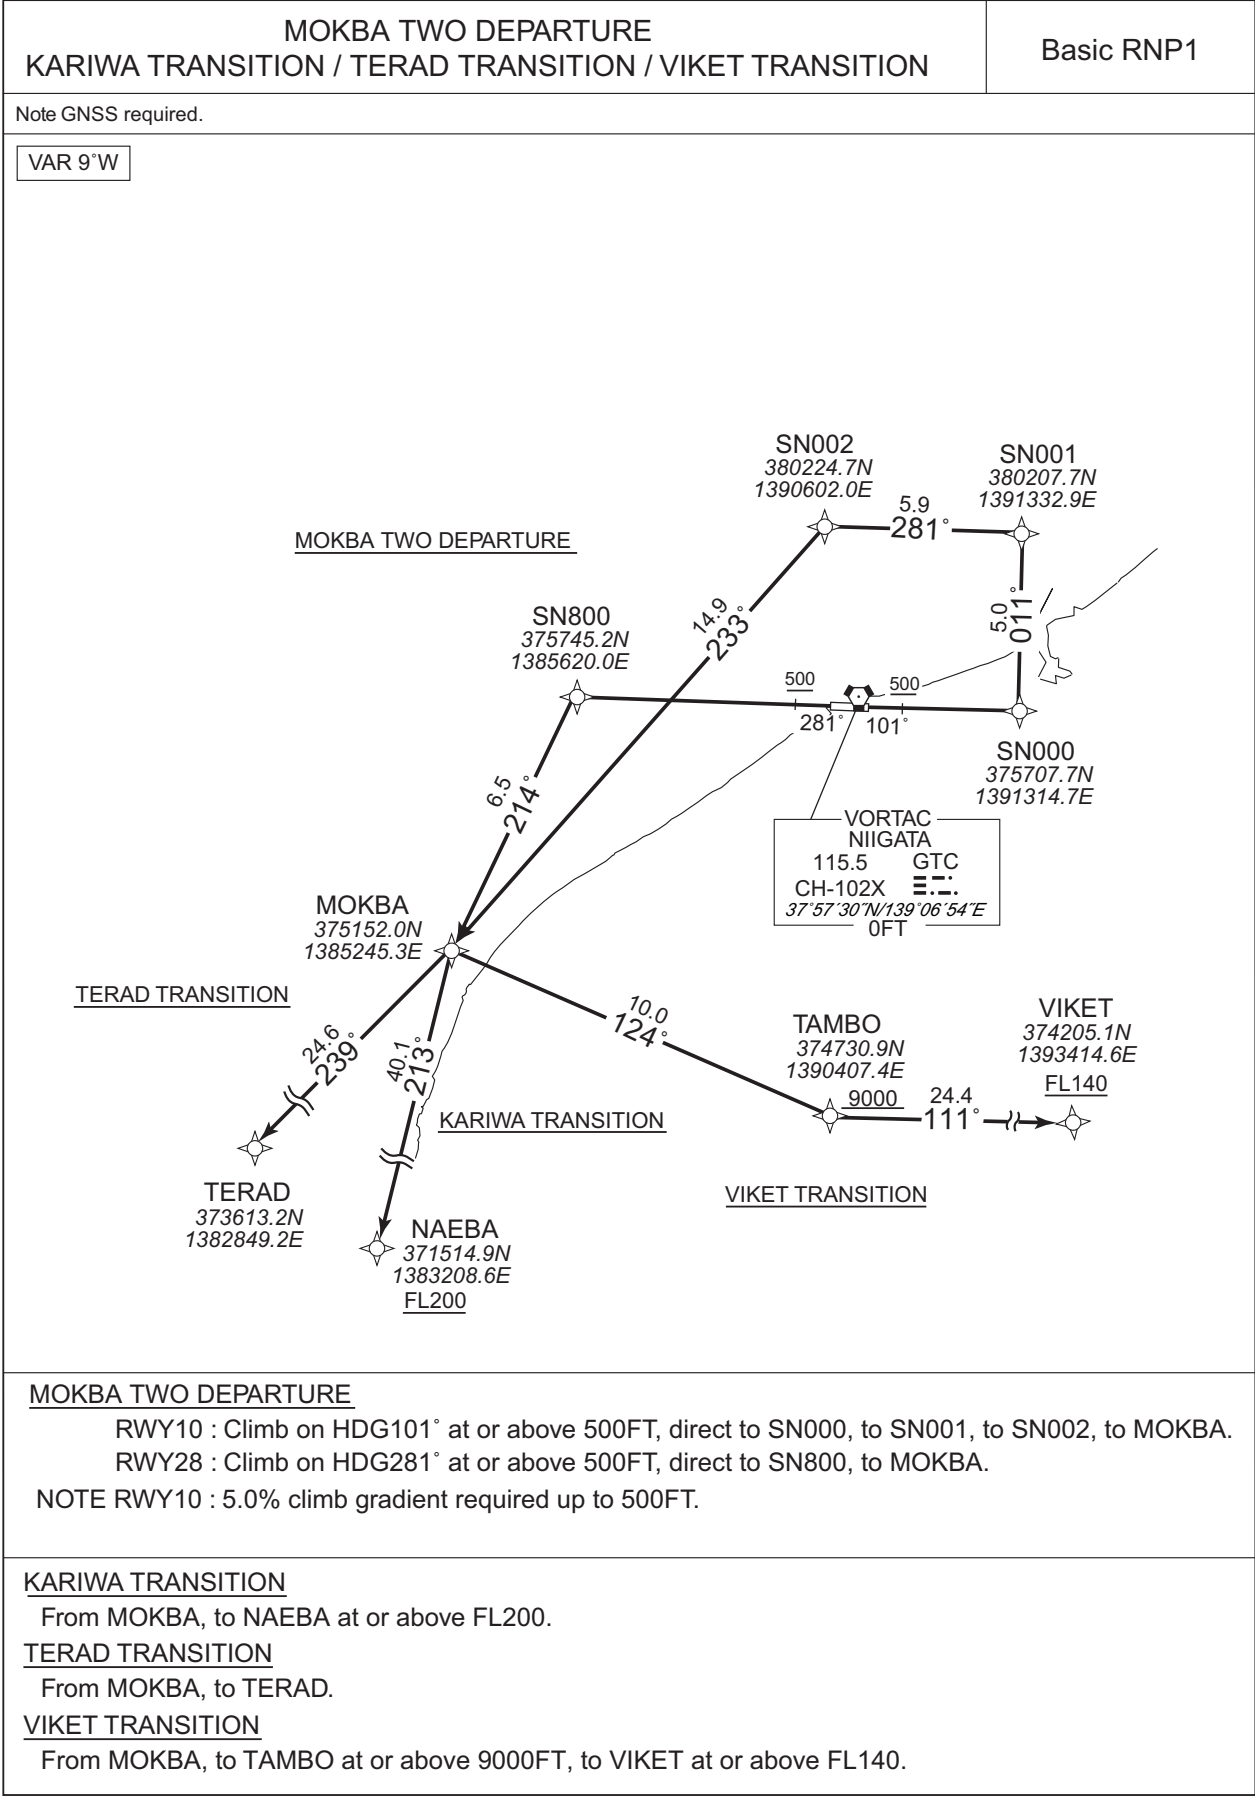 MOKBA TWO DEPARTURE
KARIWA TRANSITION / TERAD TRANSITION / VIKET TRANSITION
Basic RNP1
Note GNSS required.
VAR 9˚W
SN002
380224.7N
1390602.0E
SN001
380207.7N
1391332.9E
5.9
281˚
MOKBA TWO DEPARTURE
SN800
375745.2N
1385620.0E
14.9
233˚
5.0
011˚
500
500
281˚
101˚
SN000
375707.7N
1391314.7E
6.5
214˚
VORTAC
NIIGATA
115.5 GTC
CH-102X
37˚57´30˝N/139˚06´54˝E
0FT
MOKBA
375152.0N
1385245.3E
TERAD TRANSITION
24.6
239˚
40.1
213˚
10.0
124˚
TAMBO
374730.9N
1390407.4E
9000
VIKET
374205.1N
1393414.6E
FL140
24.4
111˚
KARIWA TRANSITION
VIKET TRANSITION
TERAD
373613.2N
1382849.2E
NAEBA
371514.9N
1383208.6E
FL200
MOKBA TWO DEPARTURE
RWY10 : Climb on HDG101˚ at or above 500FT, direct to SN000, to SN001, to SN002, to MOKBA.
RWY28 : Climb on HDG281˚ at or above 500FT, direct to SN800, to MOKBA.
NOTE RWY10 : 5.0% climb gradient required up to 500FT.
KARIWA TRANSITION
From MOKBA, to NAEBA at or above FL200.
TERAD TRANSITION
From MOKBA, to TERAD.
VIKET TRANSITION
From MOKBA, to TAMBO at or above 9000FT, to VIKET at or above FL140.